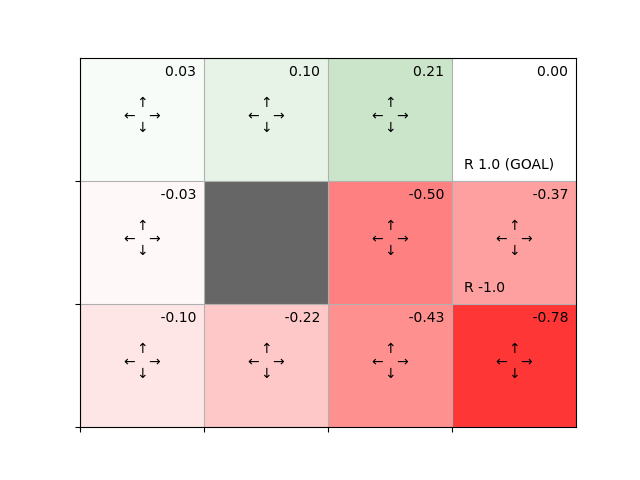 0.03 0.10 0.21 0.00
↑ ↑ ↑
← → ← → ← →
↓ ↓ ↓
R 1.0 (GOAL)
-0.03 -0.50 -0.37
↑ ↑ ↑
← → ← → ← →
↓ ↓ ↓
R -1.0
-0.10 -0.22 -0.43 -0.78
↑ ↑ ↑ ↑
← → ← → ← → ← →
↓ ↓ ↓ ↓